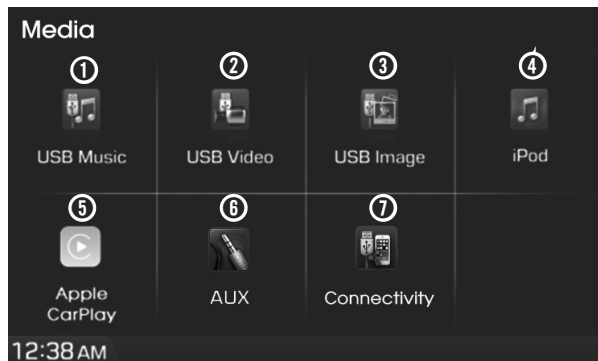 Media
① ② ③ ④
USB Music USB Video USB Image iPod
⑤ ⑥ ⑦
Apple
CarPlay AUX Connectivity
12:38 AM